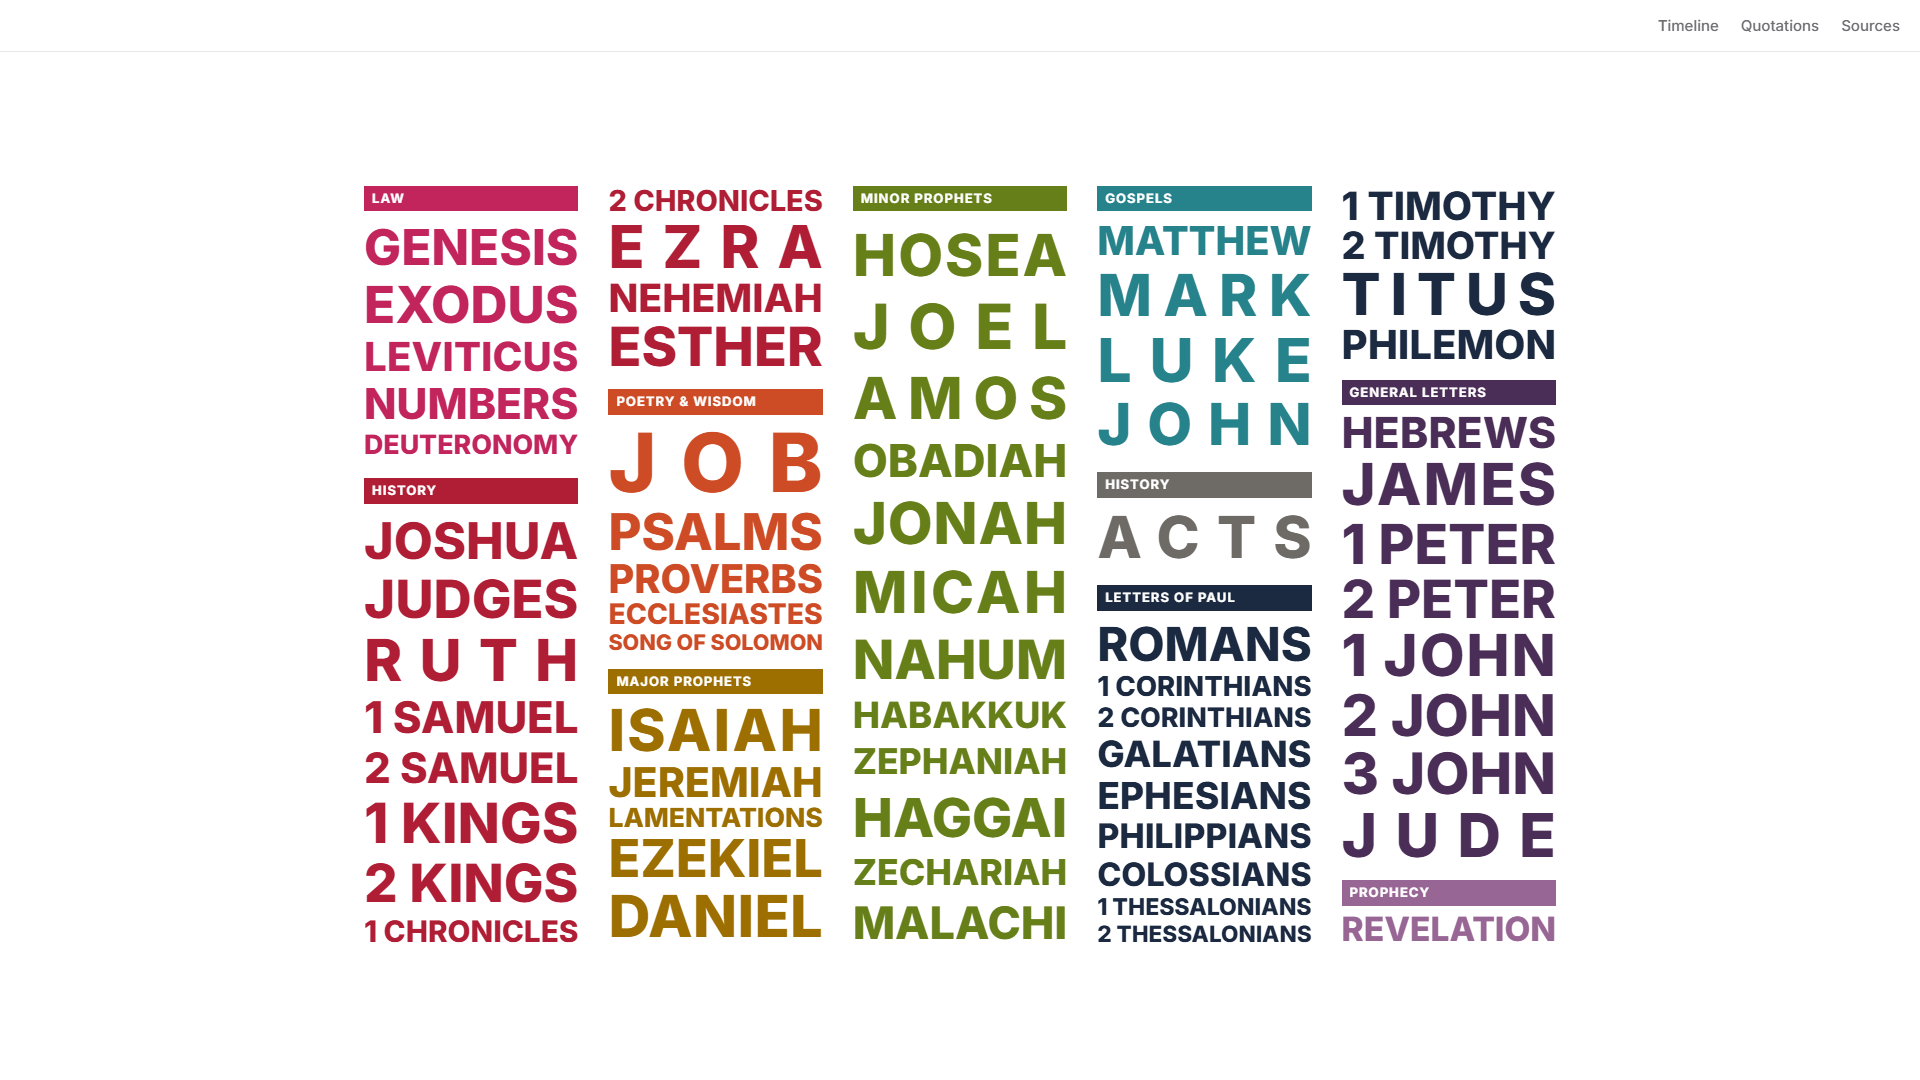 Timeline
Quotations
Sources
LAW
GENESIS
EXODUS
LEVITICUS
NUMBERS
DEUTERONOMY
HISTORY
JOSHUA
JUDGES
RUTH
1 SAMUEL
2 SAMUEL
1 KINGS
2 KINGS
1 CHRONICLES
2 CHRONICLES
EZRA
NEHEMIAH
ESTHER
POETRY & WISDOM
JOB
PSALMS
PROVERBS
ECCLESIASTES
SONG OF SOLOMON
MAJOR PROPHETS
ISAIAH
JEREMIAH
LAMENTATIONS
EZEKIEL
DANIEL
MINOR PROPHETS
HOSEA
JOEL
AMOS
OBADIAH
JONAH
MICAH
NAHUM
HABAKKUK
ZEPHANIAH
HAGGAI
ZECHARIAH
MALACHI
GOSPELS
MATTHEW
MARK
LUKE
JOHN
HISTORY
ACTS
LETTERS OF PAUL
ROMANS
1 CORINTHIANS
2 CORINTHIANS
GALATIANS
EPHESIANS
PHILIPPIANS
COLOSSIANS
1 THESSALONIANS
2 THESSALONIANS
1 TIMOTHY
2 TIMOTHY
TITUS
PHILEMON
GENERAL LETTERS
HEBREWS
JAMES
1 PETER
2 PETER
1 JOHN
2 JOHN
3 JOHN
JUDE
PROPHECY
REVELATION